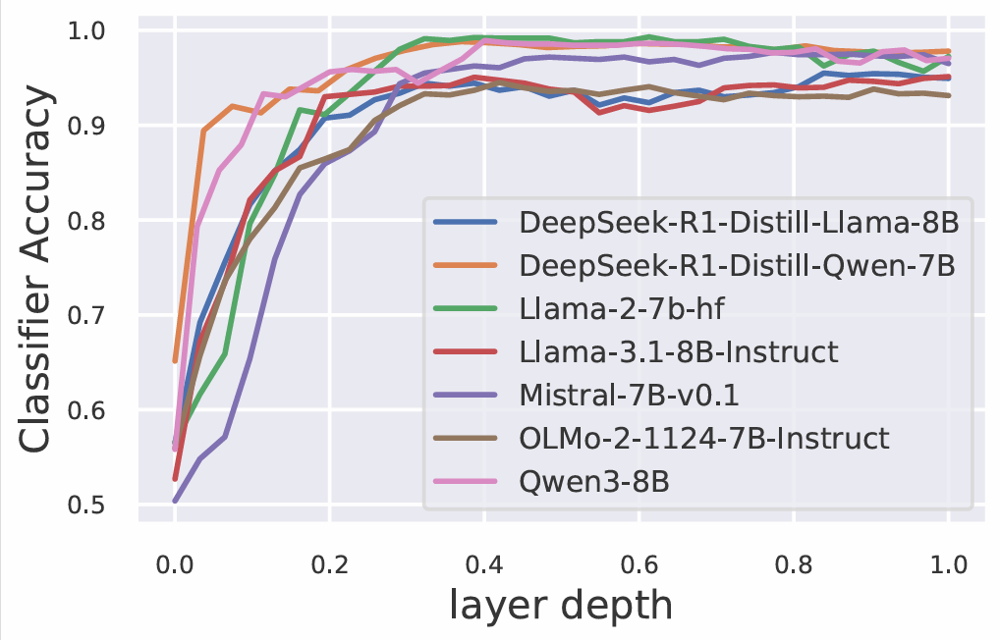 1.0
0.9
0.8
0.7
0.6
0.5
Classifier Accuracy
DeepSeek-R1-Distill-Llama-8B
DeepSeek-R1-Distill-Qwen-7B
Llama-2-7b-hf
Llama-3.1-8B-Instruct
Mistral-7B-v0.1
OLMo-2-1124-7B-Instruct
Qwen3-8B
0.0 0.2 0.4 0.6 0.8 1.0
layer depth